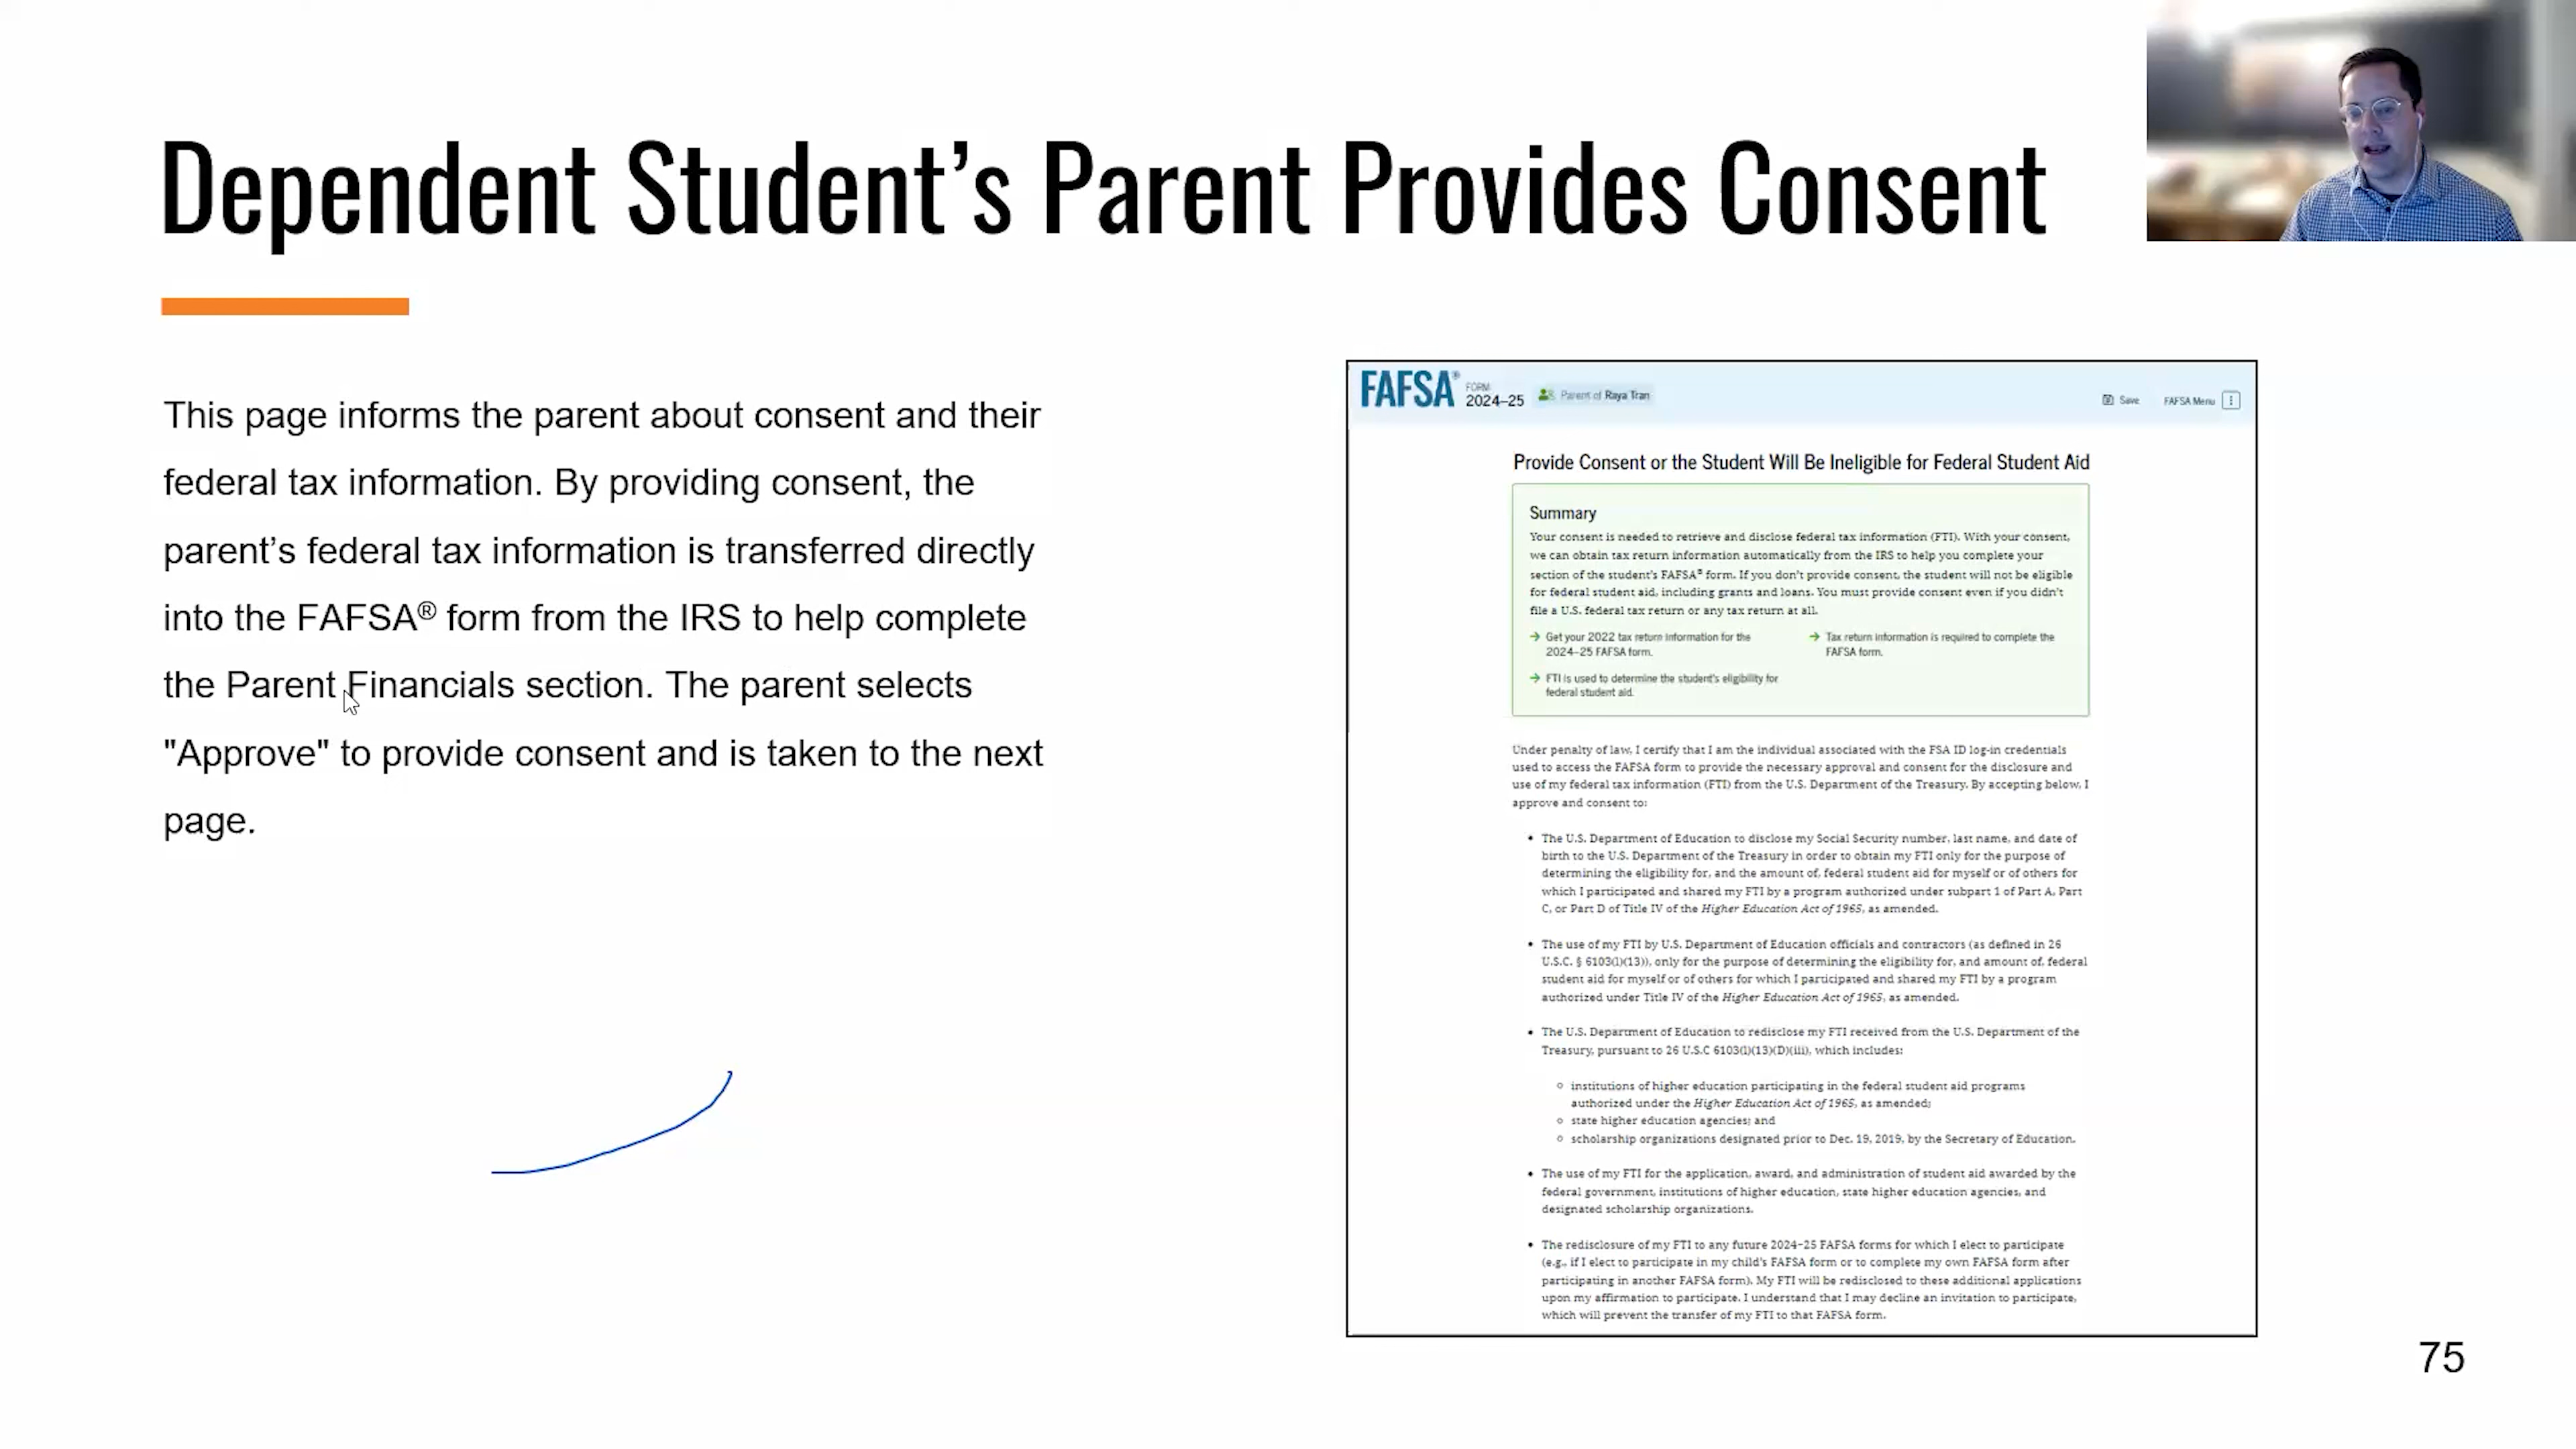 Dependent Student's Parent Provides Consent
This page informs the parent about consent and their
federal tax information. By providing consent, the
parent's federal tax information is transferred directly
into the FAFSA® form from the IRS to help complete
the Parent Financials section. The parent selects
"Approve" to provide consent and is taken to the next
page.
FAFSA® FORM 2024–25
Parent of Raya Tran
Save
FAFSA Menu
Provide Consent or the Student Will Be Ineligible for Federal Student Aid
Summary
Your consent is needed to retrieve and disclose federal tax information (FTI). With your consent,
we can obtain tax return information automatically from the IRS to help you complete your
section of the student's FAFSA® form. If you don't provide consent, the student will not be eligible
for federal student aid, including grants and loans. You must provide consent even if you didn't
file a U.S. federal tax return or any tax return at all.
Get your 2022 tax return information for the
2024–25 FAFSA form.
Tax return information is required to complete the
FAFSA form.
FTI is used to determine the student's eligibility for
federal student aid.
Under penalty of law, I certify that I am the individual associated with the FSA ID log-in credentials
used to access the FAFSA form to provide the necessary approval and consent for the disclosure and
use of my federal tax information (FTI) from the U.S. Department of the Treasury. By accepting below, I
approve and consent to:
• The U.S. Department of Education to disclose my Social Security number, last name, and date of
birth to the U.S. Department of the Treasury in order to obtain my FTI only for the purpose of
determining the eligibility for, and the amount of, federal student aid for myself or of others for
which I participated and shared my FTI by a program authorized under subpart 1 of Part A, Part
C, or Part D of Title IV of the Higher Education Act of 1965, as amended.
• The use of my FTI by U.S. Department of Education officials and contractors (as defined in 26
U.S.C. § 6103(l)(13)), only for the purpose of determining the eligibility for, and amount of, federal
student aid for myself or of others for which I participated and shared my FTI by a program
authorized under Title IV of the Higher Education Act of 1965, as amended.
• The U.S. Department of Education to redisclose my FTI received from the U.S. Department of the
Treasury, pursuant to 26 U.S.C 6103(l)(13)(D)(iii), which includes:
institutions of higher education participating in the federal student aid programs
authorized under the Higher Education Act of 1965, as amended;
state higher education agencies; and
scholarship organizations designated prior to Dec. 19, 2019, by the Secretary of Education.
• The use of my FTI for the application, award, and administration of student aid awarded by the
federal government, institutions of higher education, state higher education agencies, and
designated scholarship organizations.
• The redisclosure of my FTI to any future 2024–25 FAFSA forms for which I elect to participate
(e.g., if I elect to participate in my child's FAFSA form or to complete my own FAFSA form after
participating in another FAFSA form). My FTI will be redisclosed to these additional applications
upon my affirmation to participate. I understand that I may decline an invitation to participate,
which will prevent the transfer of my FTI to that FAFSA form.
75